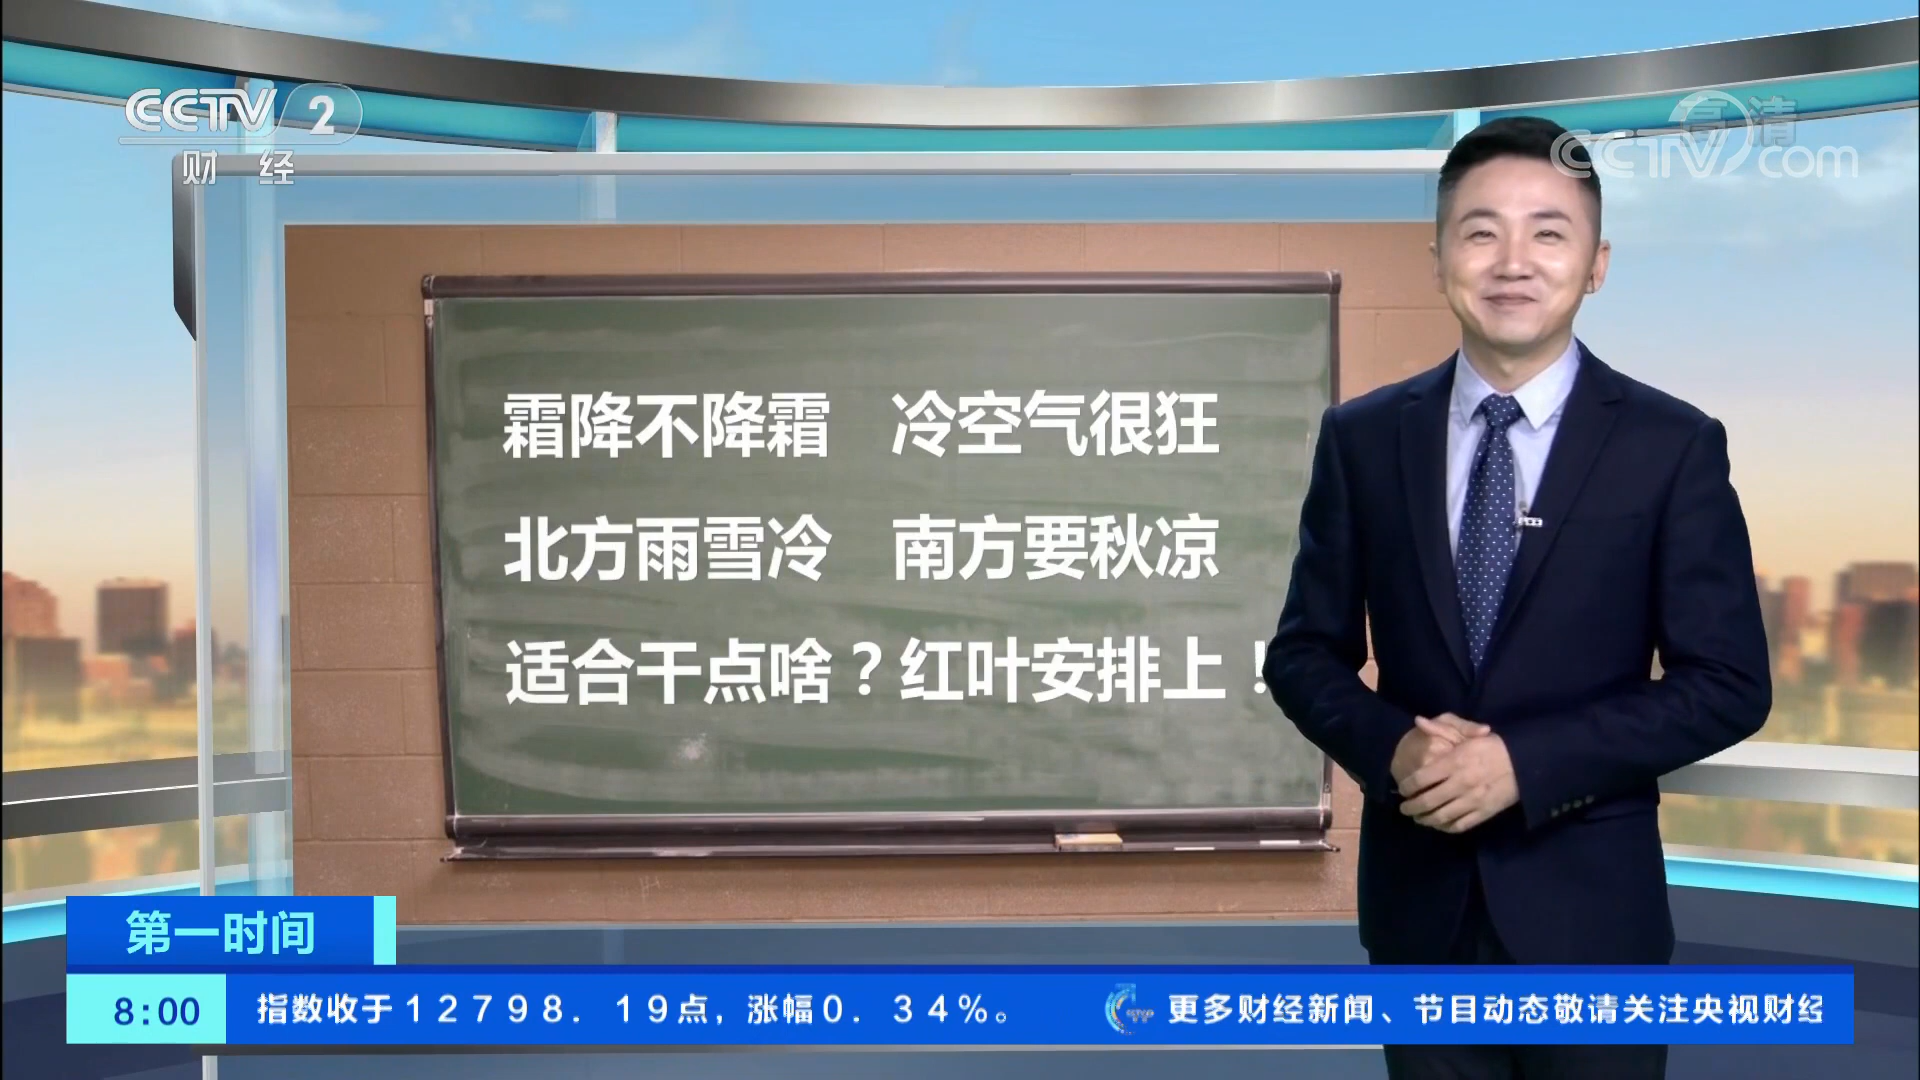 CCTV 2
财 经
高清
CCTV.com
霜降不降霜 冷空气很狂
北方雨雪冷 南方要秋凉
适合干点啥？红叶安排上！
第一时间
8:00
指数收于12798．19点，涨幅0．34％。 更多财经新闻、节目动态敬请关注央视财经